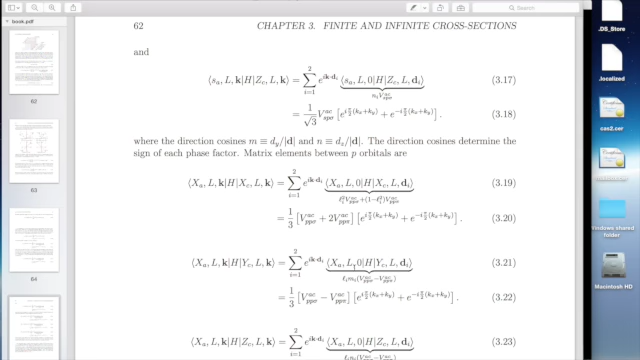 Search
book.pdf
62
63
64
62 CHAPTER 3. FINITE AND INFINITE CROSS-SECTIONS
and
⟨s_a, L, k|H|Z_c, L, k⟩ = ∑_{i=1}^{2} e^{ik·d_i} ⟨s_a, L, 0|H|Z_c, L, d_i⟩ (3.17)
n_i V_{spσ}^{ac}
= 1/√3 V_{spσ}^{ac} [e^{i a/2 (k_x+k_y)} + e^{-i a/2 (k_x+k_y)}] . (3.18)
where the direction cosines m ≡ d_y/|d| and n ≡ d_z/|d|. The direction cosines determine the
sign of each phase factor. Matrix elements between p orbitals are
⟨X_a, L, k|H|X_c, L, k⟩ = ∑_{i=1}^{2} e^{ik·d_i} ⟨X_a, L, 0|H|X_c, L, d_i⟩ (3.19)
ℓ_i^2 V_{ppσ}^{ac}+(1−ℓ_i^2)V_{ppπ}^{ac}
= 1/3 [V_{ppσ}^{ac} + 2V_{ppπ}^{ac}] [e^{i a/2 (k_x+k_y)} + e^{-i a/2 (k_x+k_y)}] . (3.20)
⟨X_a, L, k|H|Y_c, L, k⟩ = ∑_{i=1}^{2} e^{ik·d_i} ⟨X_a, L, 0|H|Y_c, L, d_i⟩ (3.21)
ℓ_i m_i(V_{ppσ}^{ac}−V_{ppπ}^{ac})
= 1/3 [V_{ppσ}^{ac} − V_{ppπ}^{ac}] [e^{i a/2 (k_x+k_y)} + e^{-i a/2 (k_x+k_y)}] . (3.22)
⟨X_a, L, k|H|Z_c, L, k⟩ = ∑_{i=1}^{2} e^{ik·d_i} ⟨X_a, L, 0|H|Z_c, L, d_i⟩ (3.23)
.DS_Store
.localized
cas2.cer
Windows shared
folder
Macintosh HD